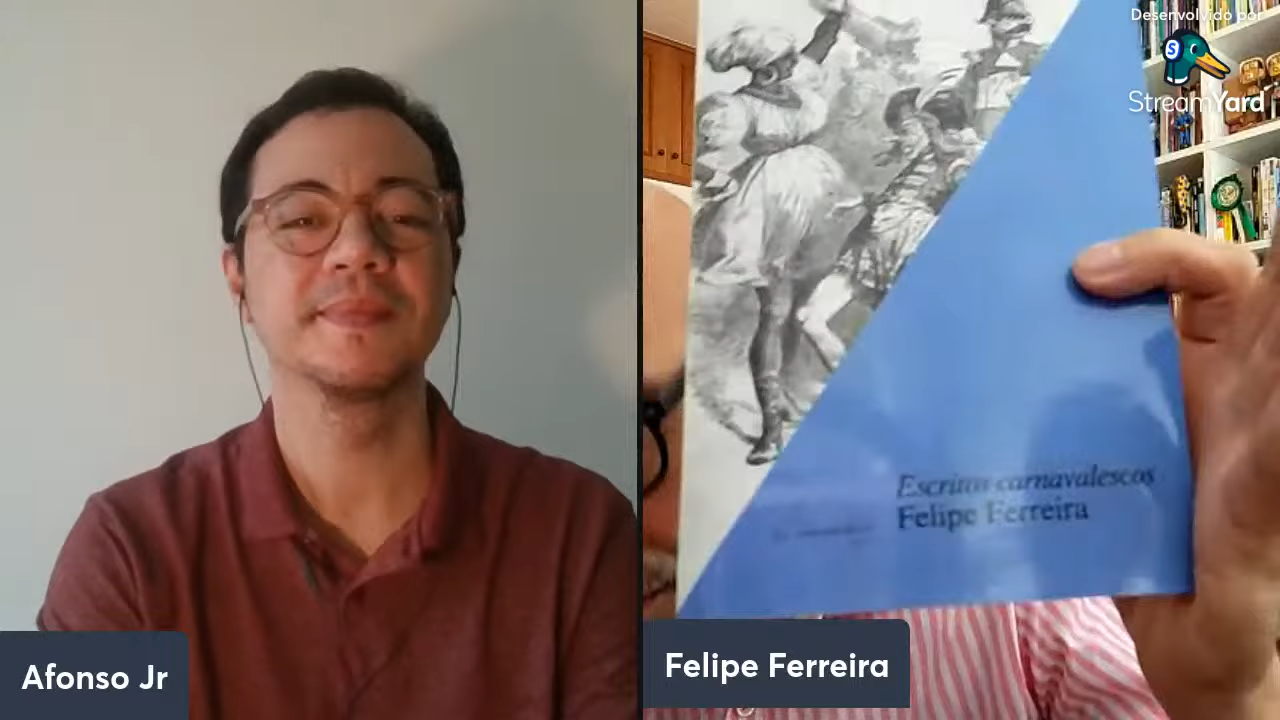 Desenvolvido por
StreamYard
Escritos carnavalescos
Felipe Ferreira
Afonso Jr
Felipe Ferreira